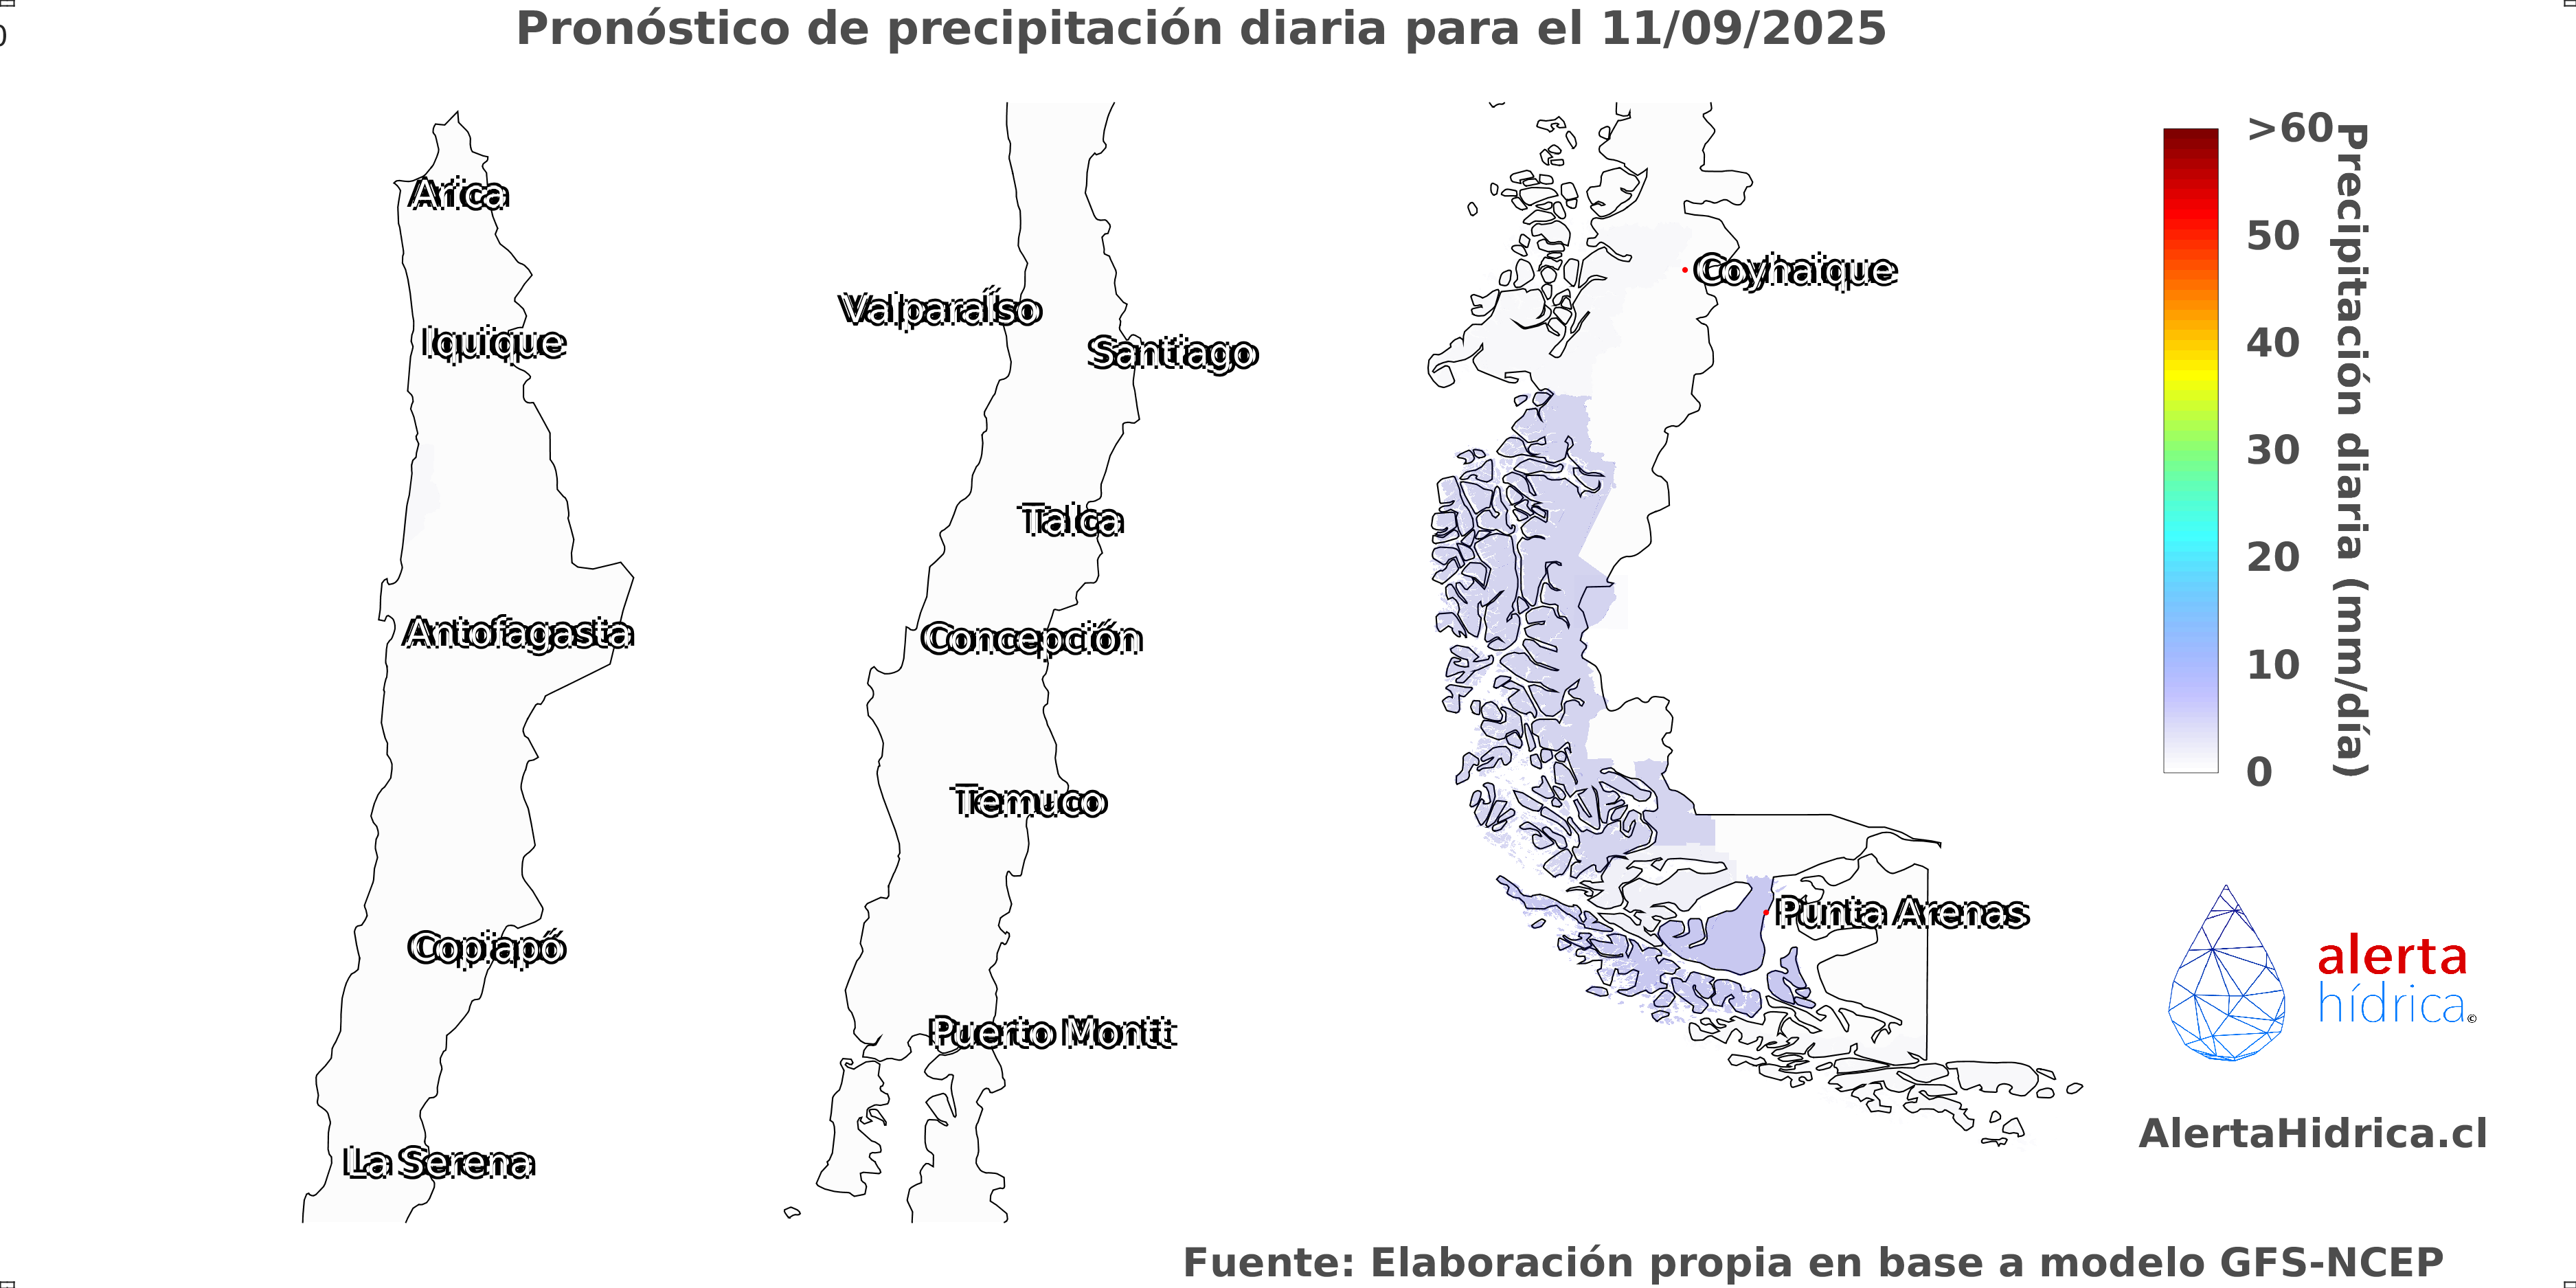 Pronóstico de precipitación diaria para el 11/09/2025
0
Arica
Iquique
Antofagasta
Copiapó
La Serena
Valparaíso
Santiago
Talca
Concepción
Temuco
Puerto Montt
Coyhaique
Punta Arenas
>60
50
40
30
20
10
0
Precipitación diaria (mm/día)
alerta
hídrica©
AlertaHidrica.cl
Fuente: Elaboración propia en base a modelo GFS-NCEP